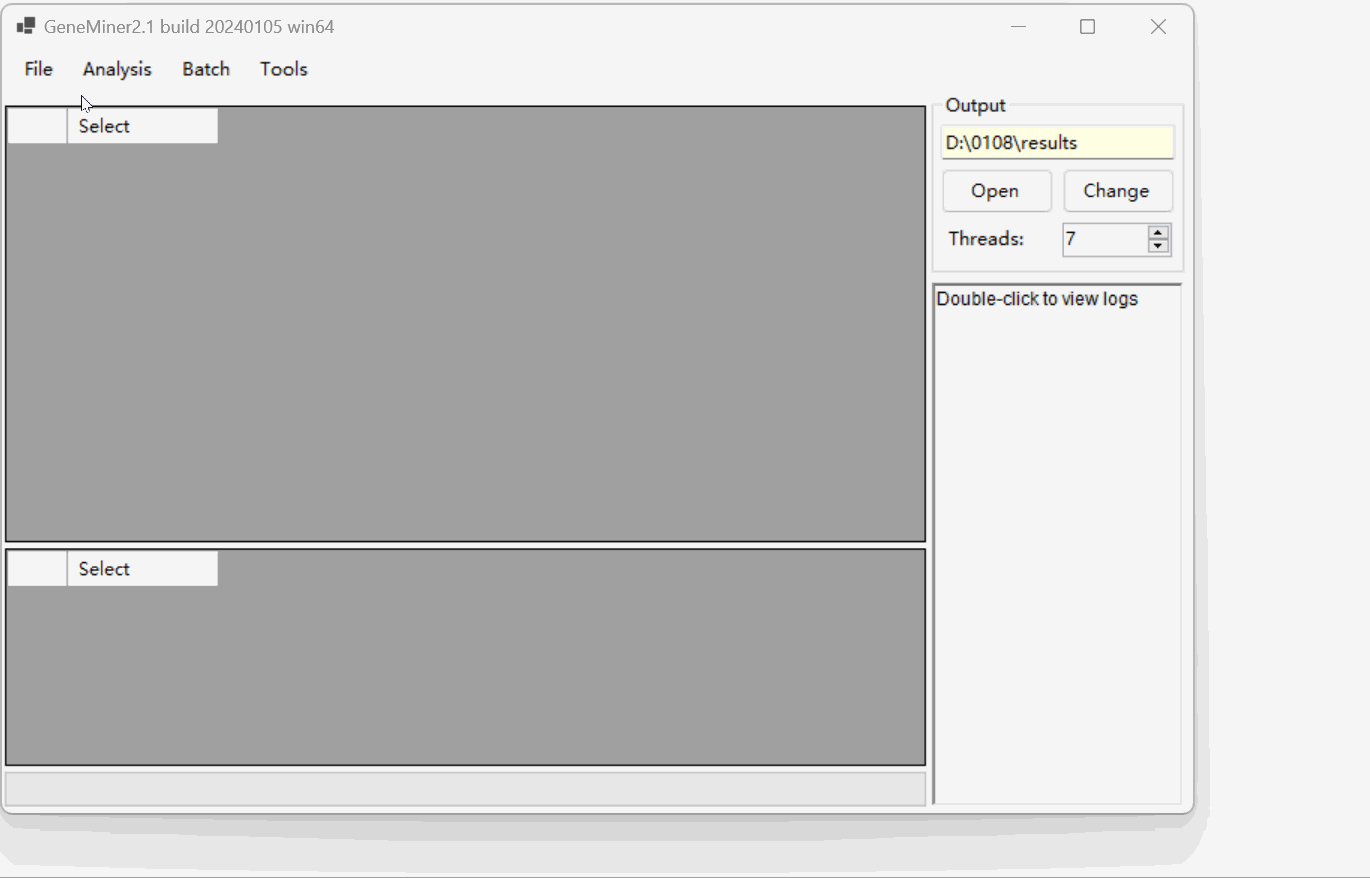 GeneMiner2.1 build 20240105 win64
File Analysis Batch Tools
Select
Output
D:\0108\results
Open Change
Threads: 7
Double-click to view logs
Select